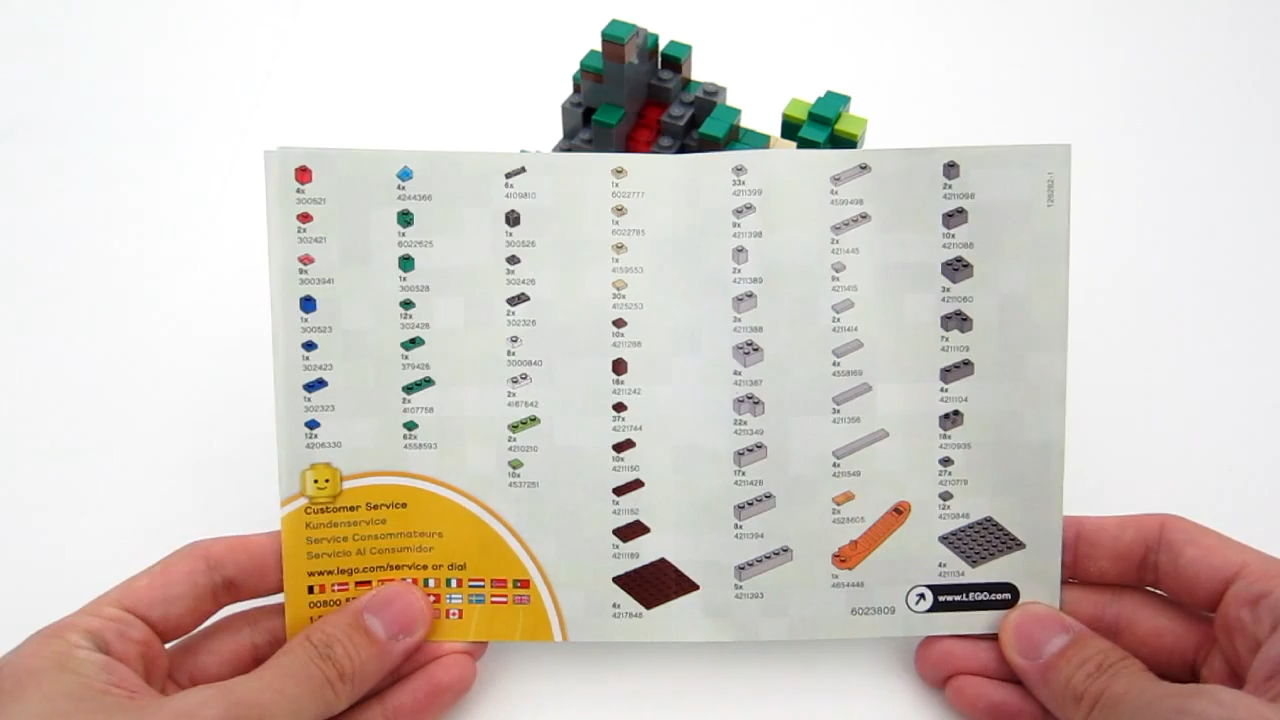 4x
300521
2x
302421
9x
3003941
1x
300523
1x
302423
1x
302323
12x
4206330
4x
4244366
1x
6022625
1x
300528
12x
302428
1x
379428
2x
4107758
62x
4558593
6x
4109810
1x
300526
3x
302426
2x
302326
8x
3000840
2x
4167842
2x
4210210
10x
4537251
1x
6022777
1x
6022785
1x
4159553
30x
4125253
10x
4211288
16x
4211242
37x
4221744
10x
4211150
1x
4211152
1x
4211189
4x
4217848
33x
4211399
9x
4211398
2x
4211389
3x
4211388
4x
4211387
22x
4211349
17x
4211428
8x
4211394
5x
4211393
4x
4599498
2x
4211445
9x
4211415
2x
4211414
4x
4558169
3x
4211356
4x
4211549
2x
4528605
1x
4654448
2x
4211098
10x
4211088
3x
4211060
7x
4211109
4x
4211104
18x
4210935
27x
4210719
12x
4210848
4x
4211134
Customer Service
Kundenservice
Service Consommateurs
Servicio Al Consumidor
www.lego.com/service or dial
00800
6023809
www.LEGO.com
126282-1